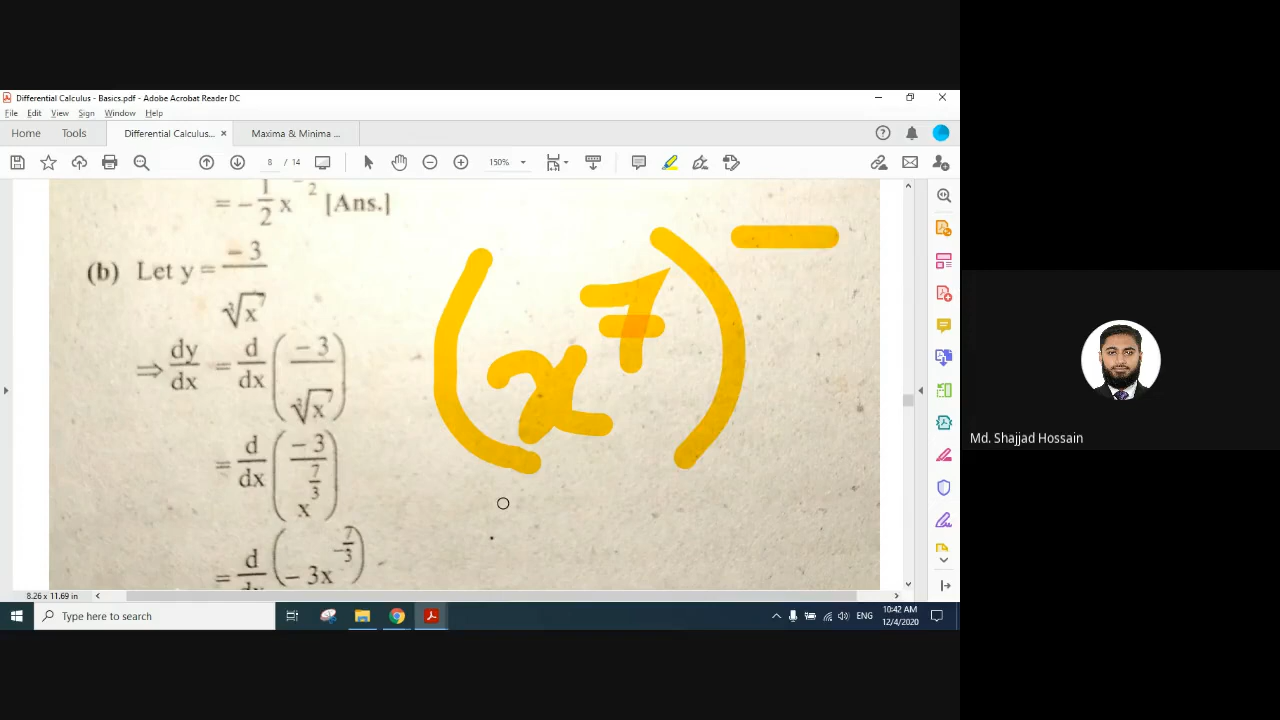 Differential Calculus - Basics.pdf - Adobe Acrobat Reader DC
File Edit View Sign Window Help
Home Tools Differential Calculus... × Maxima & Minima ...
8 / 14 150%
= - 1/2 x^-2 [Ans.]
(b) Let y = -3 / ∛x^7
⇒ dy/dx = d/dx ( -3 / ∛x^7 )
= d/dx ( -3 / x^7/3 )
= d/dx ( -3x^-7/3 )
(x^7)^—
Md. Shajjad Hossain
8.26 x 11.69 in
Type here to search
ENG
10:42 AM
12/4/2020